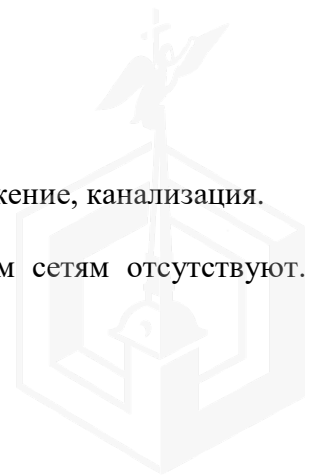 жение, канализация.
м сетям отсутствуют.